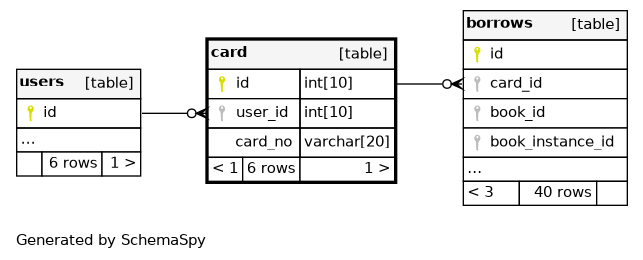 users [table]
id
...
6 rows 1 >
card [table]
id int[10]
user_id int[10]
card_no varchar[20]
< 1 6 rows 1 >
borrows [table]
id
card_id
book_id
book_instance_id
...
< 3 40 rows
Generated by SchemaSpy